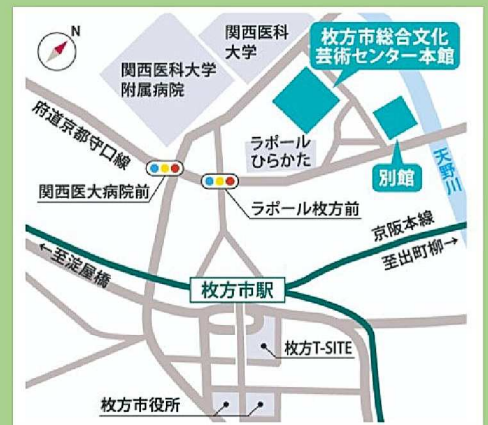 N
関西医科
大学
枚方市総合文化
芸術センター本館
関西医科大学
附属病院
府道京都守口線
ラポール
ひらかた
別館
天野川
関西医大病院前
ラポール枚方前
京阪本線
至出町柳→
←至淀屋橋
枚方市駅
枚方T-SITE
枚方市役所